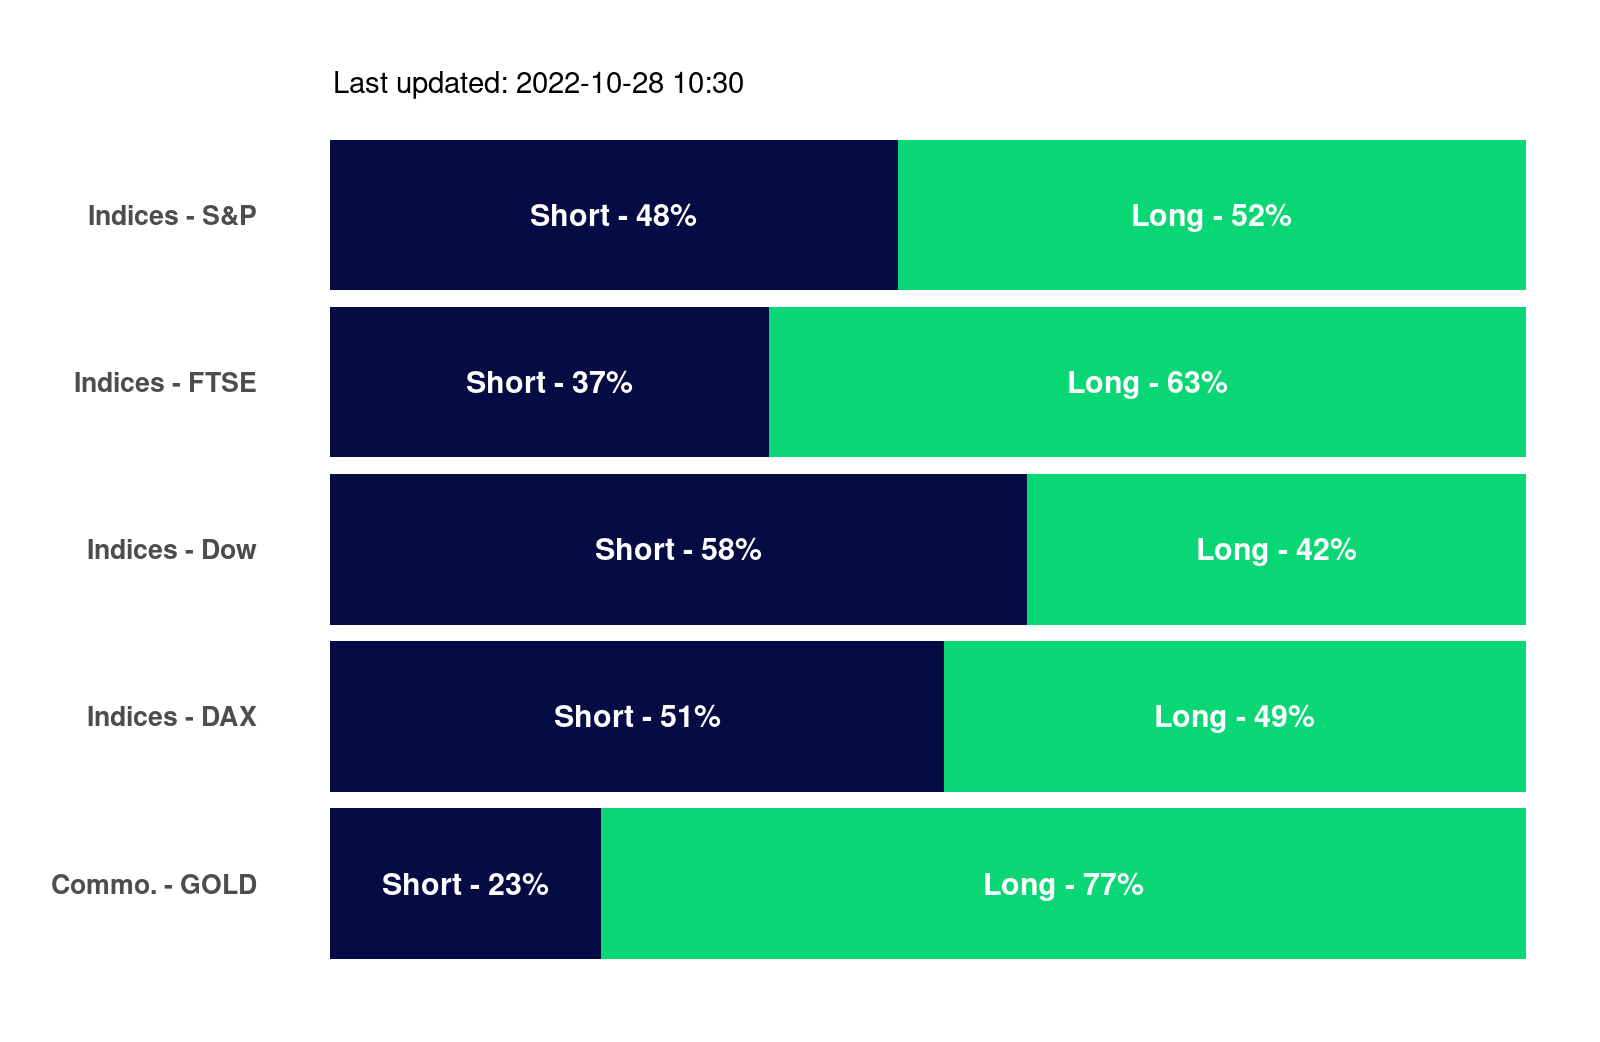 Last updated: 2022-10-28 10:30
Indices - S&P
Short - 48%
Long - 52%
Indices - FTSE
Short - 37%
Long - 63%
Indices - Dow
Short - 58%
Long - 42%
Indices - DAX
Short - 51%
Long - 49%
Commo. - GOLD
Short - 23%
Long - 77%